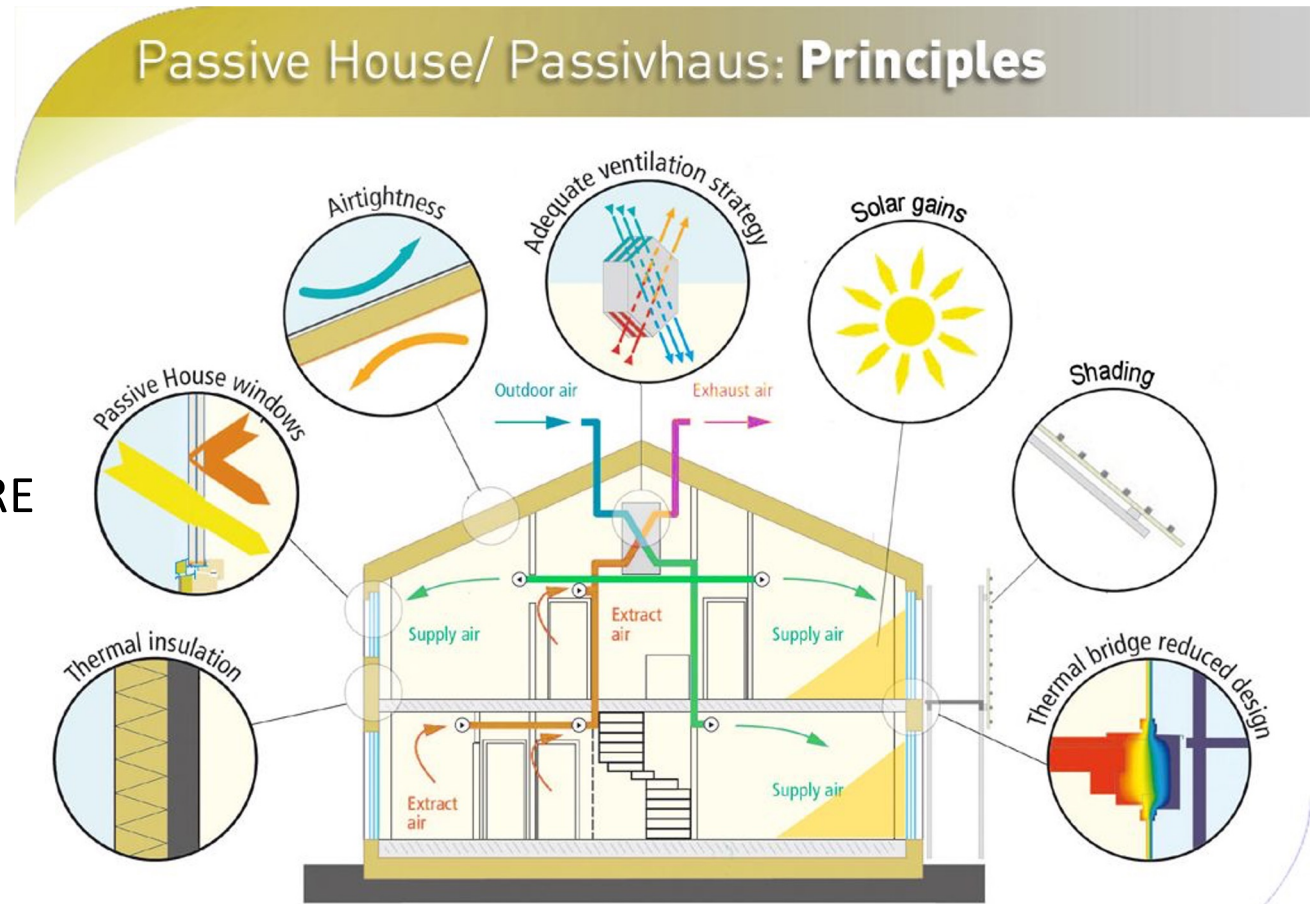 Passive House/ Passivhaus: Principles
Adequate ventilation strategy
Airtightness
Solar gains
Passive House windows
Shading
Outdoor air
Exhaust air
RE
Supply air
Extract
air
Supply air
Thermal insulation
Thermal bridge reduced design
Extract
air
Supply air